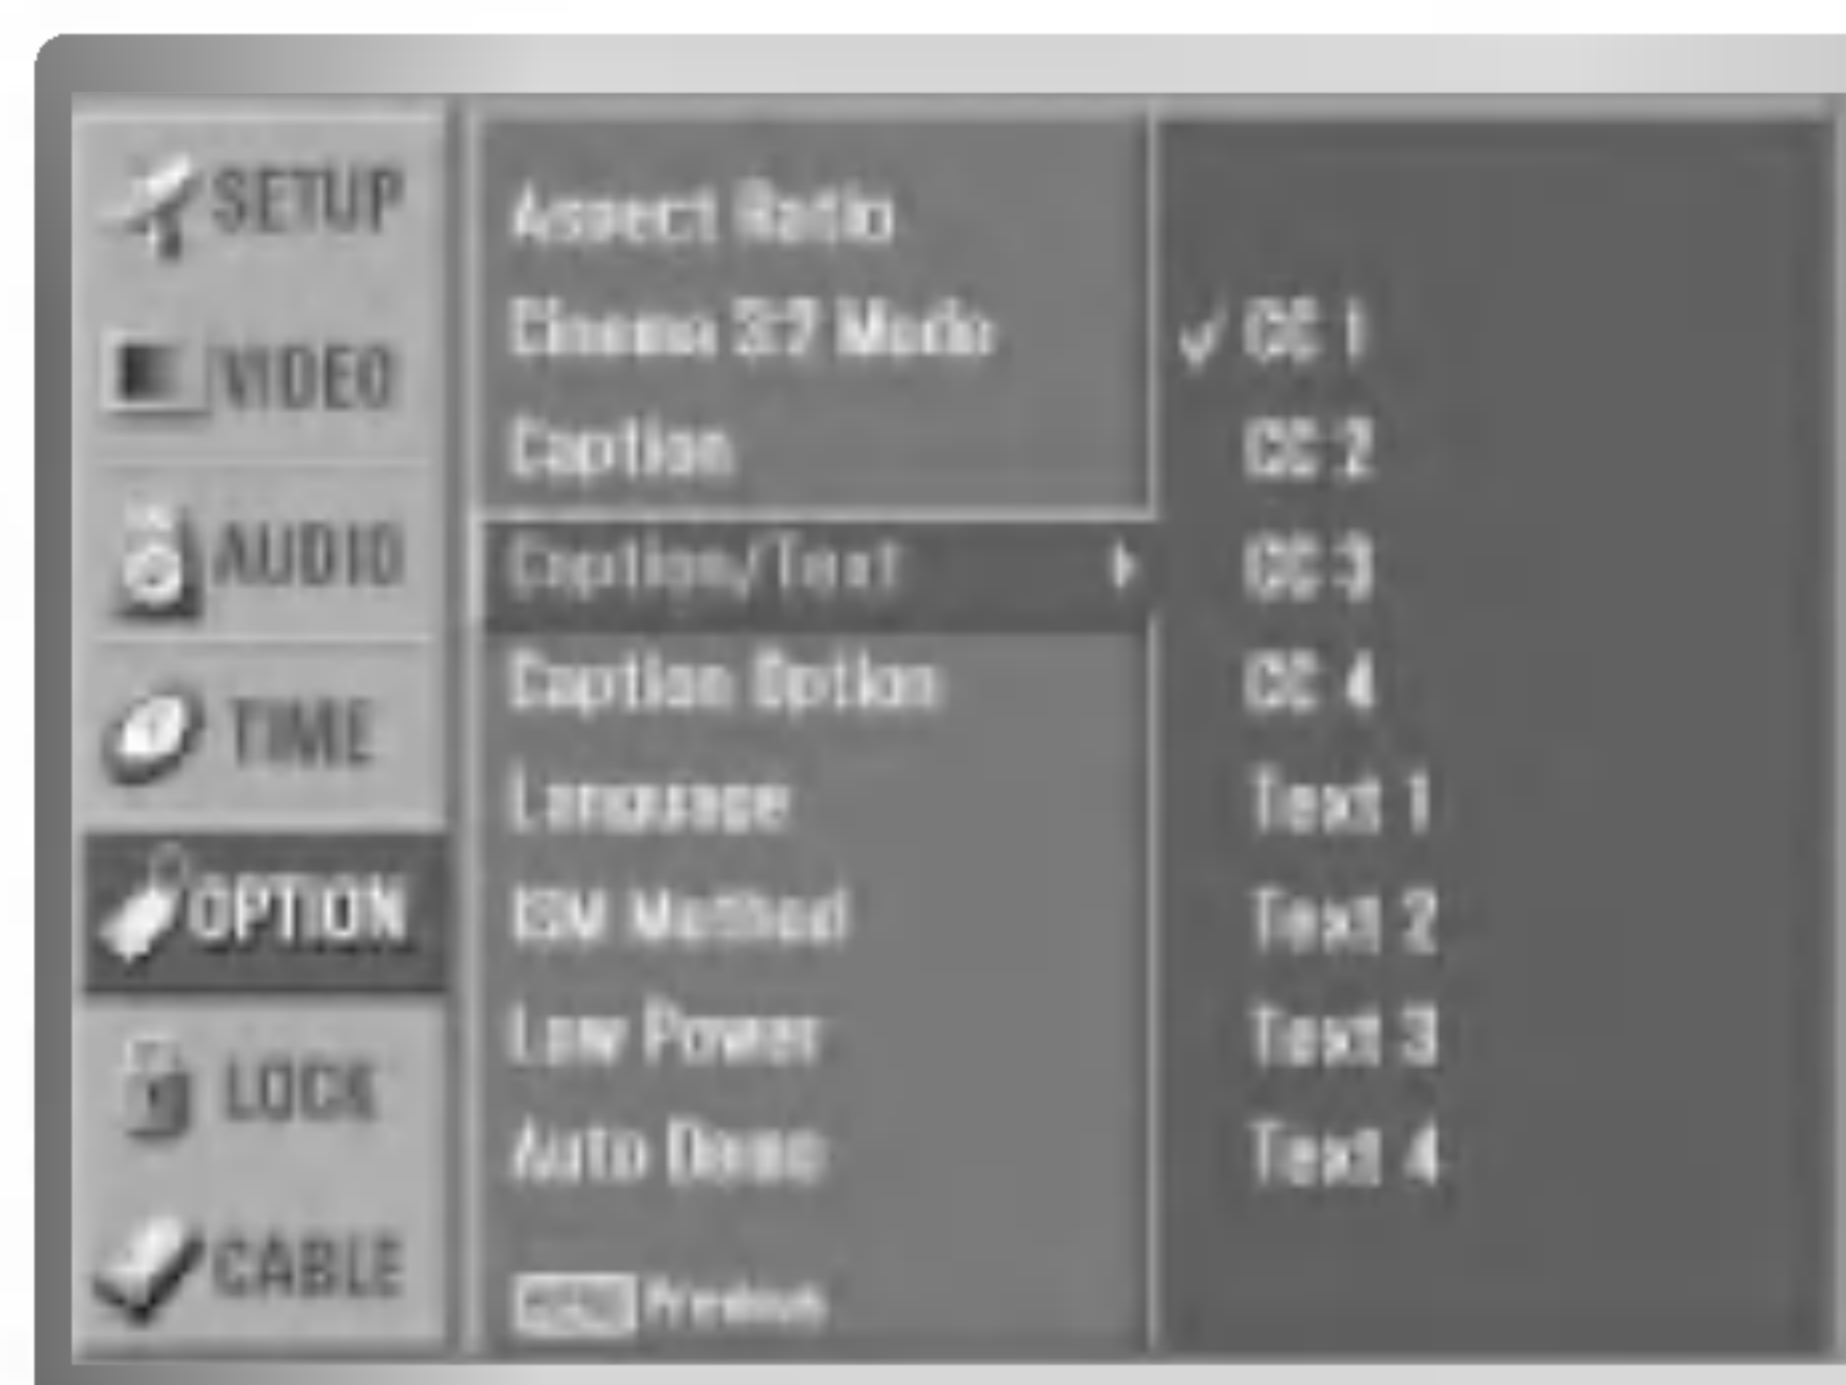 SETUP
VIDEO
AUDIO
TIME
OPTION
LOCK
CABLE
Aspect Ratio
Cinema 3:2 Mode
Caption
Caption/Text
Caption Option
Language
ISM Method
Low Power
Auto Demo
MENU Previous
CC 1
CC 2
CC 3
CC 4
Text 1
Text 2
Text 3
Text 4